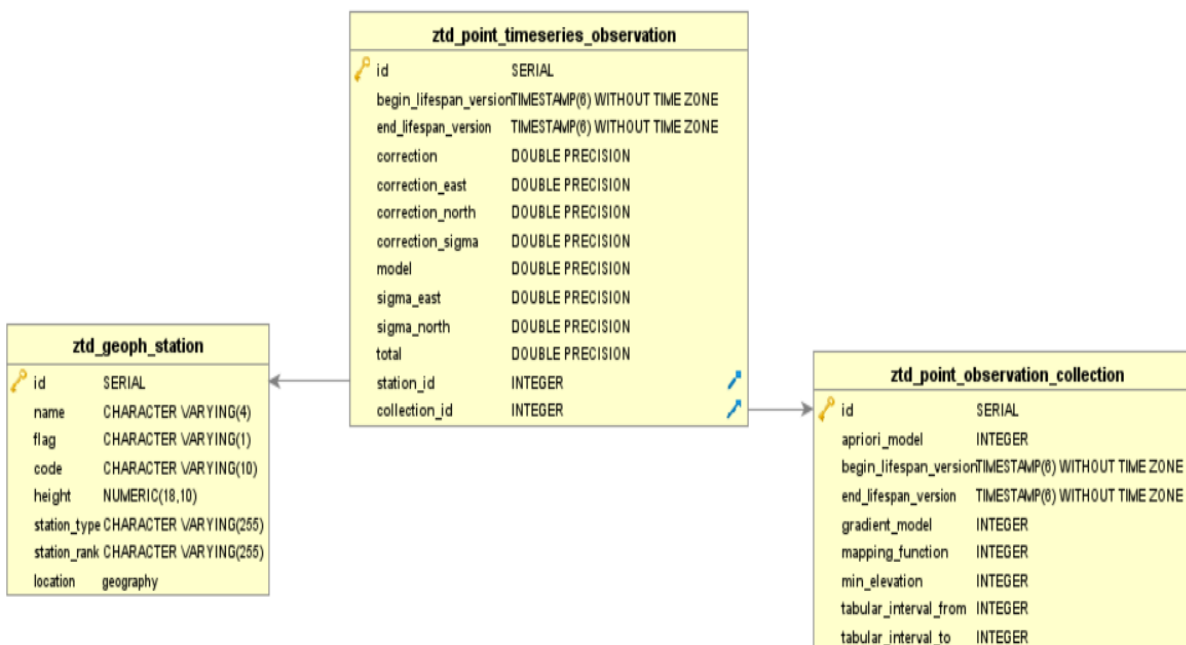 ztd_point_timeseries_observation
id SERIAL
begin_lifespan_version TIMESTAMP(6) WITHOUT TIME ZONE
end_lifespan_version TIMESTAMP(6) WITHOUT TIME ZONE
correction DOUBLE PRECISION
correction_east DOUBLE PRECISION
correction_north DOUBLE PRECISION
correction_sigma DOUBLE PRECISION
model DOUBLE PRECISION
sigma_east DOUBLE PRECISION
sigma_north DOUBLE PRECISION
total DOUBLE PRECISION
station_id INTEGER
collection_id INTEGER
ztd_geoph_station
id SERIAL
name CHARACTER VARYING(4)
flag CHARACTER VARYING(1)
code CHARACTER VARYING(10)
height NUMERIC(18,10)
station_type CHARACTER VARYING(255)
station_rank CHARACTER VARYING(255)
location geography
ztd_point_observation_collection
id SERIAL
apriori_model INTEGER
begin_lifespan_version TIMESTAMP(6) WITHOUT TIME ZONE
end_lifespan_version TIMESTAMP(6) WITHOUT TIME ZONE
gradient_model INTEGER
mapping_function INTEGER
min_elevation INTEGER
tabular_interval_from INTEGER
tabular_interval_to INTEGER